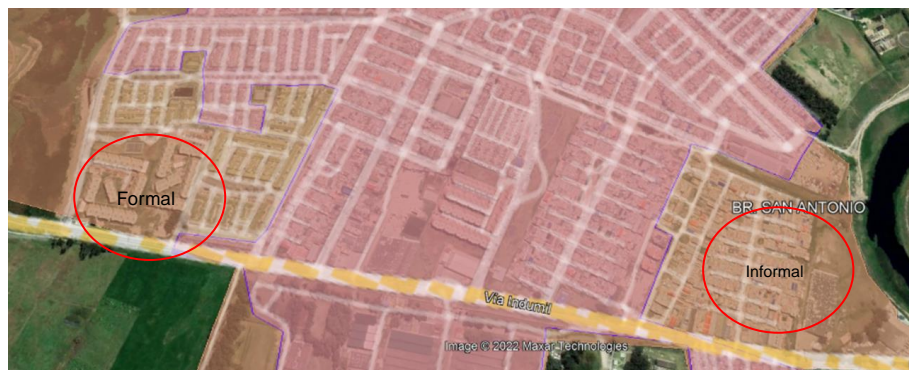 Formal
BR. SAN ANTONIO
Informal
Via Indumil
Image © 2022 Maxar Technologies